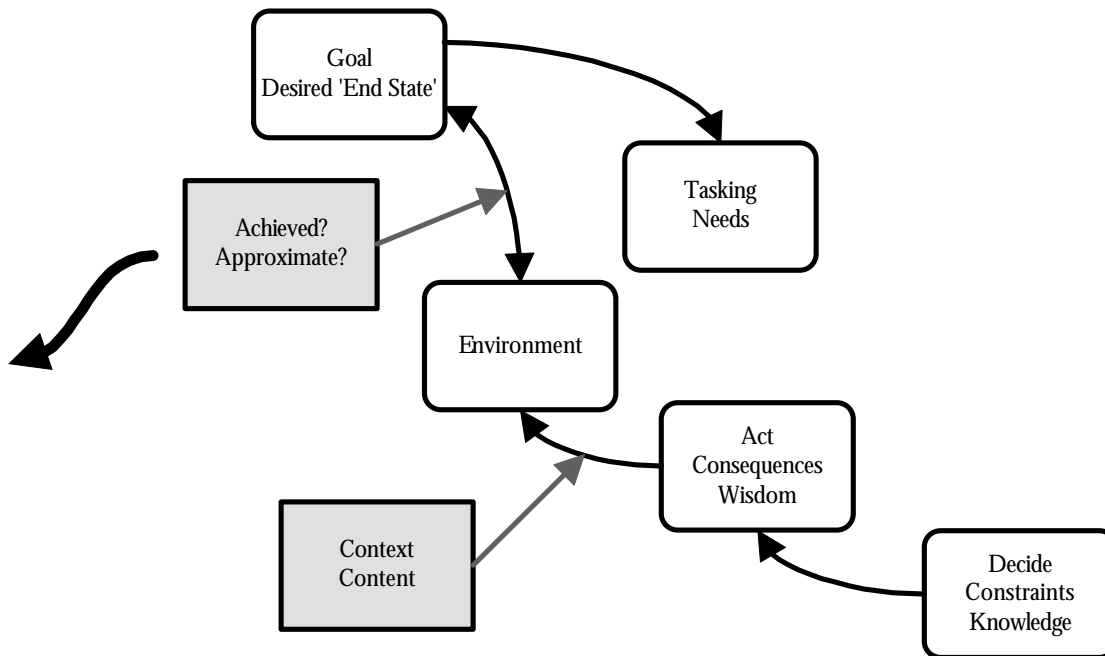 Goal
Desired 'End State'
Tasking
Needs
Achieved?
Approximate?
Environment
Act
Consequences
Wisdom
Context
Content
Decide
Constraints
Knowledge